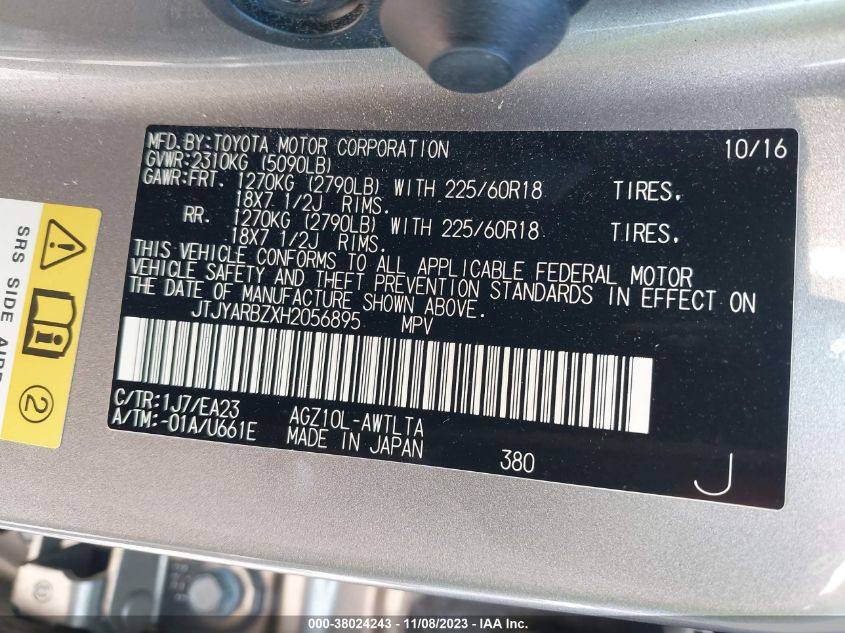 MFD.BY:TOYOTA MOTOR CORPORATION 10/16
GVWR:2310KG (5090LB)
GAWR:FRT. 1270KG (2790LB) WITH 225/60R18 TIRES,
18X7 1/2J RIMS.
RR. 1270KG (2790LB) WITH 225/60R18 TIRES,
18X7 1/2J RIMS.
THIS VEHICLE CONFORMS TO ALL APPLICABLE FEDERAL MOTOR
VEHICLE SAFETY AND THEFT PREVENTION STANDARDS IN EFFECT ON
THE DATE OF MANUFACTURE SHOWN ABOVE.
JTJYARBZXH2056895 MPV
C/TR:1J7/EA23 AGZ10L-AWTLTA
A/TM:-01A/U661E MADE IN JAPAN 380
J
SRS SIDE
2
000-38024243 - 11/08/2023 - IAA Inc.